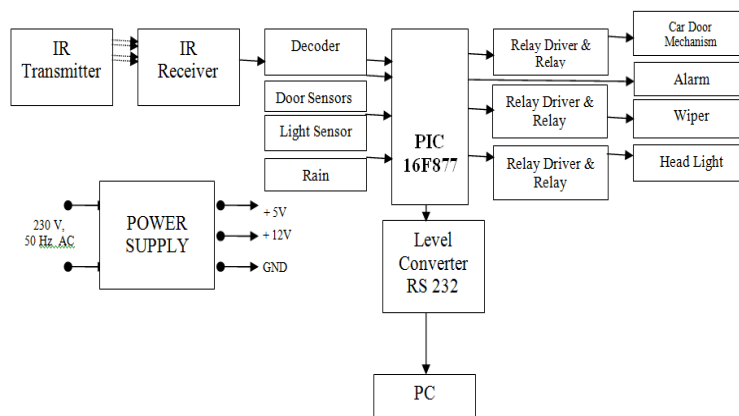 IR
Transmitter
IR
Receiver
Decoder
Door Sensors
Light Sensor
Rain
PIC
16F877
Relay Driver &
Relay
Relay Driver &
Relay
Relay Driver &
Relay
Car Door
Mechanism
Alarm
Wiper
Head Light
230 V,
50 Hz AC
POWER
SUPPLY
+ 5V
+ 12V
GND
Level
Converter
RS 232
PC